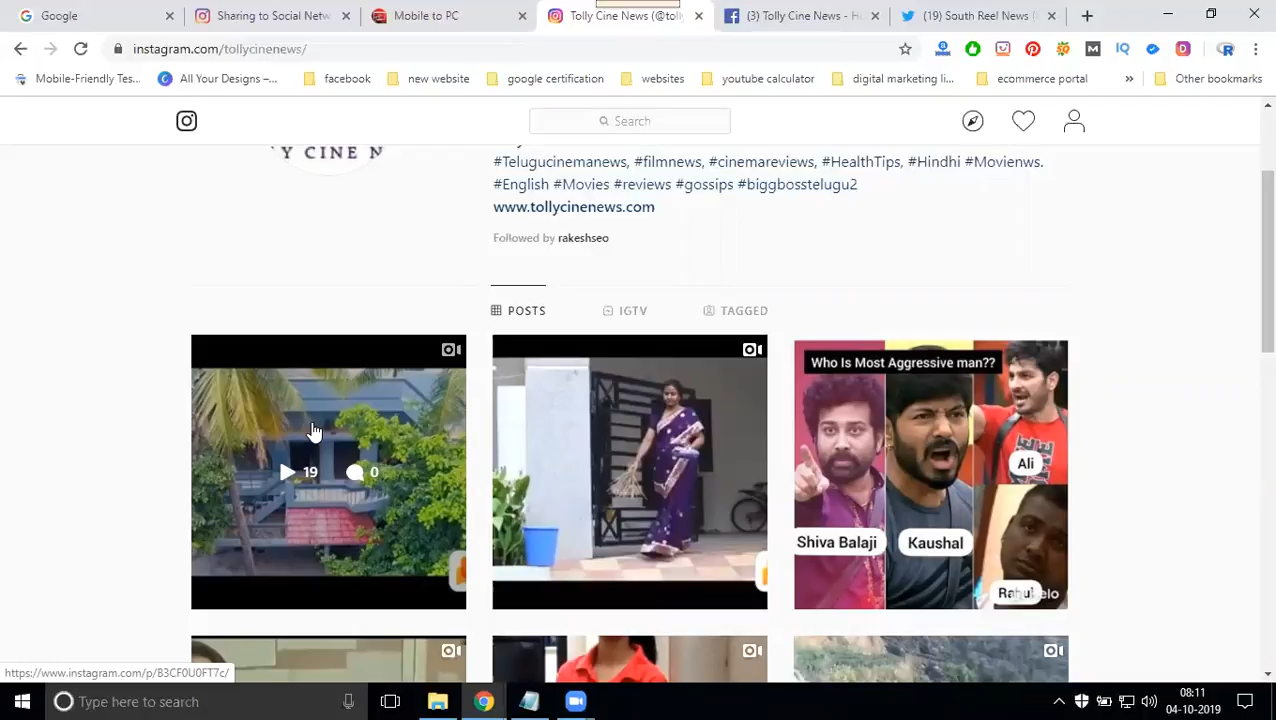 Google
Sharing to Social Netw
Mobile to PC
Tolly Cine News (@tolly
(3) Tolly Cine News - Ho
(19) South Reel News (
instagram.com/tollycinenews/
Mobile-Friendly Tes...
All Your Designs –...
facebook
new website
google certification
websites
youtube calculator
digital marketing li...
ecommerce portal
Other bookmarks
Search
Y CINE N
#Telugucinemanews, #filmnews, #cinemareviews, #HealthTips, #Hindhi #Movienws.
#English #Movies #reviews #gossips #biggbosstelugu2
www.tollycinenews.com
Followed by rakeshseo
POSTS
IGTV
TAGGED
19
0
Who Is Most Aggressive man??
Ali
Shiva Balaji
Kaushal
Rahul
https://www.instagram.com/p/B3CF0U0FT7c/
Type here to search
08:11
04-10-2019